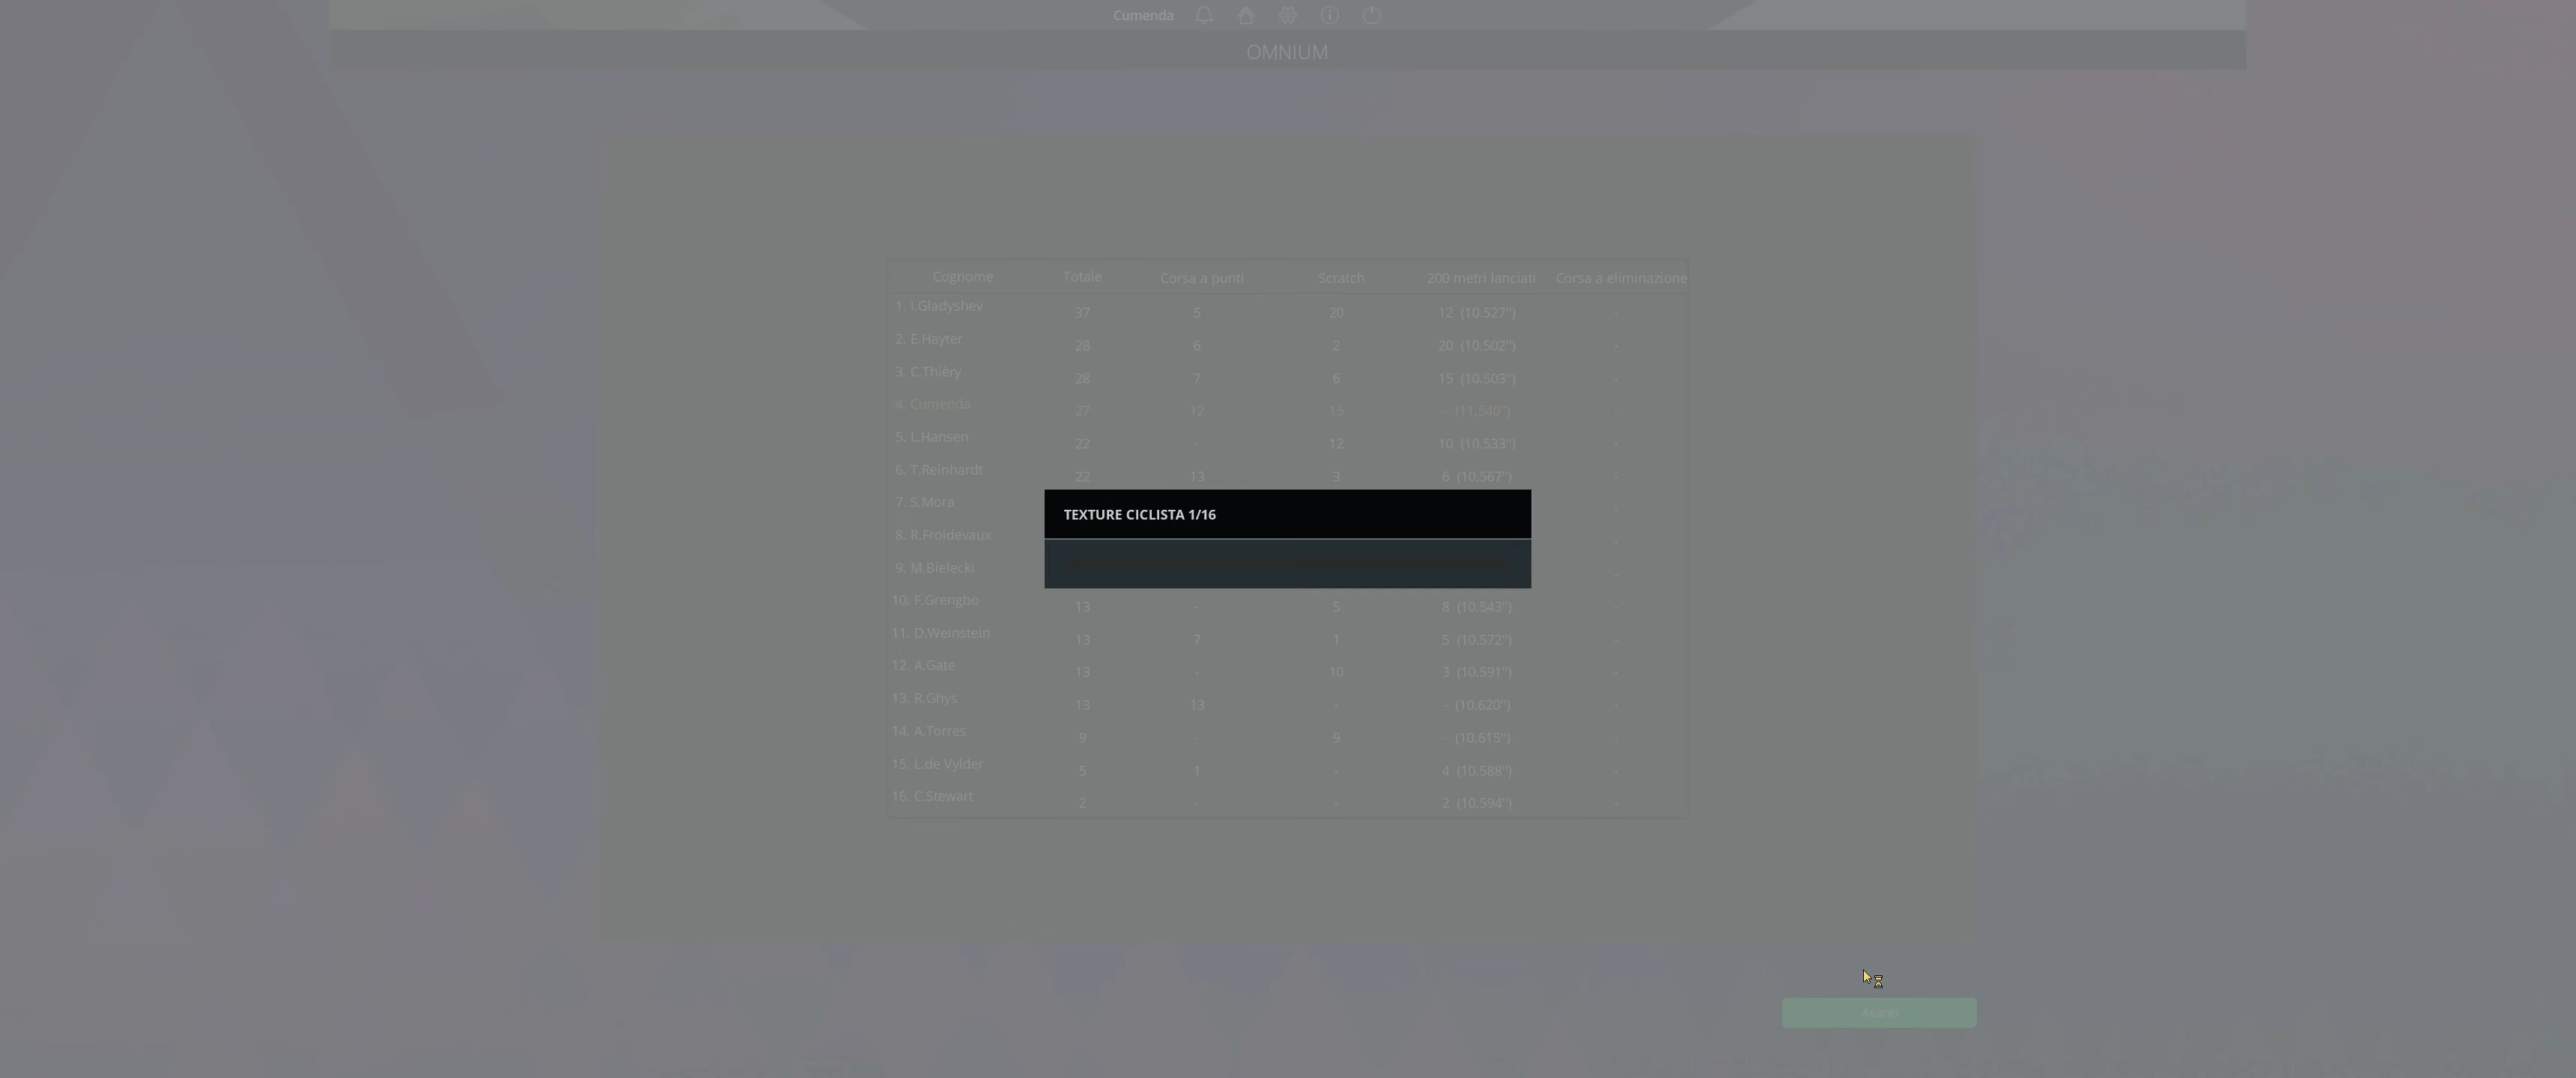 Cumenda
OMNIUM
Cognome Totale Corsa a punti Scratch 200 metri lanciati Corsa a eliminazione
1. I.Gladyshev 37 5 20 12 (10.527") -
2. E.Hayter 28 6 2 20 (10.502") -
3. C.Thiéry 28 7 6 15 (10.503") -
4. Cumenda 27 12 15 - (11.540") -
5. L.Hansen 22 - 12 10 (10.533") -
6. T.Reinhardt 22 13 3 6 (10.567") -
7. S.Mora -
TEXTURE CICLISTA 1/16
8. R.Froidevaux -
9. M.Bielecki -
10. F.Grengbo 13 - 5 8 (10.543") -
11. D.Weinstein 13 7 1 5 (10.572") -
12. A.Gate 13 - 10 3 (10.591") -
13. R.Ghys 13 13 - - (10.620") -
14. A.Torres 9 - 9 - (10.615") -
15. L.de Vylder 5 1 - 4 (10.588") -
16. C.Stewart 2 - - 2 (10.594") -
Avanti